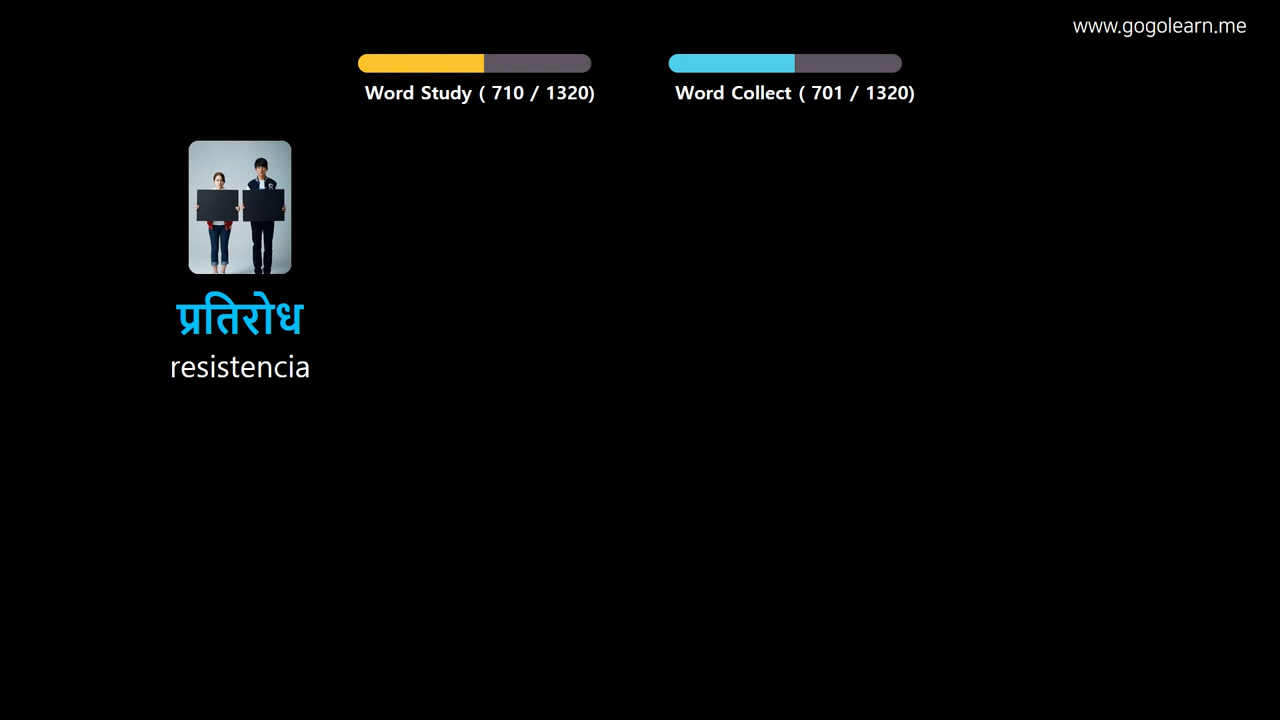 www.gogolearn.me
Word Study ( 710 / 1320)
Word Collect ( 701 / 1320)
प्रतिरोध
resistencia